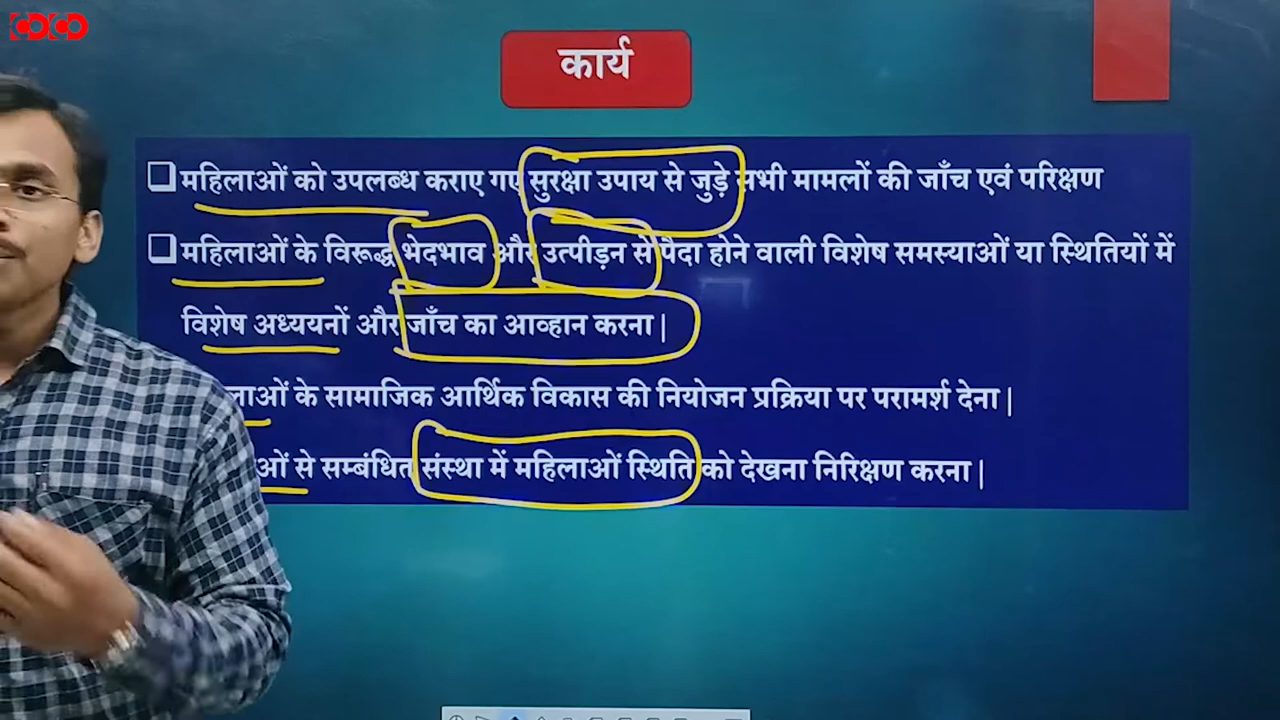 कार्य
महिलाओं को उपलब्ध कराए गए सुरक्षा उपाय से जुड़े सभी मामलों की जाँच एवं परिक्षण
महिलाओं के विरूद्ध भेदभाव और उत्पीड़न से पैदा होने वाली विशेष समस्याओं या स्थितियों में
विशेष अध्ययनों और जाँच का आव्हान करना |
के सामाजिक आर्थिक विकास की नियोजन प्रक्रिया पर परामर्श देना |
से सम्बंधित संस्था में महिलाओं स्थिति को देखना निरिक्षण करना |